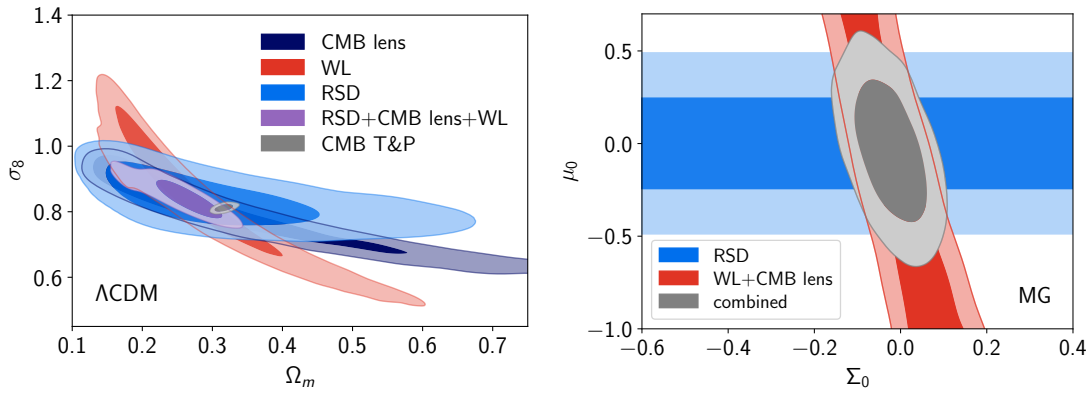 1.4
1.2
1.0
0.8
0.6
σ8
CMB lens
WL
RSD
RSD+CMB lens+WL
CMB T&P
ΛCDM
0.1 0.2 0.3 0.4 0.5 0.6 0.7
Ωm
0.5
0.0
−0.5
−1.0
μ0
RSD
WL+CMB lens
combined
MG
−0.6 −0.4 −0.2 0.0 0.2 0.4
Σ0